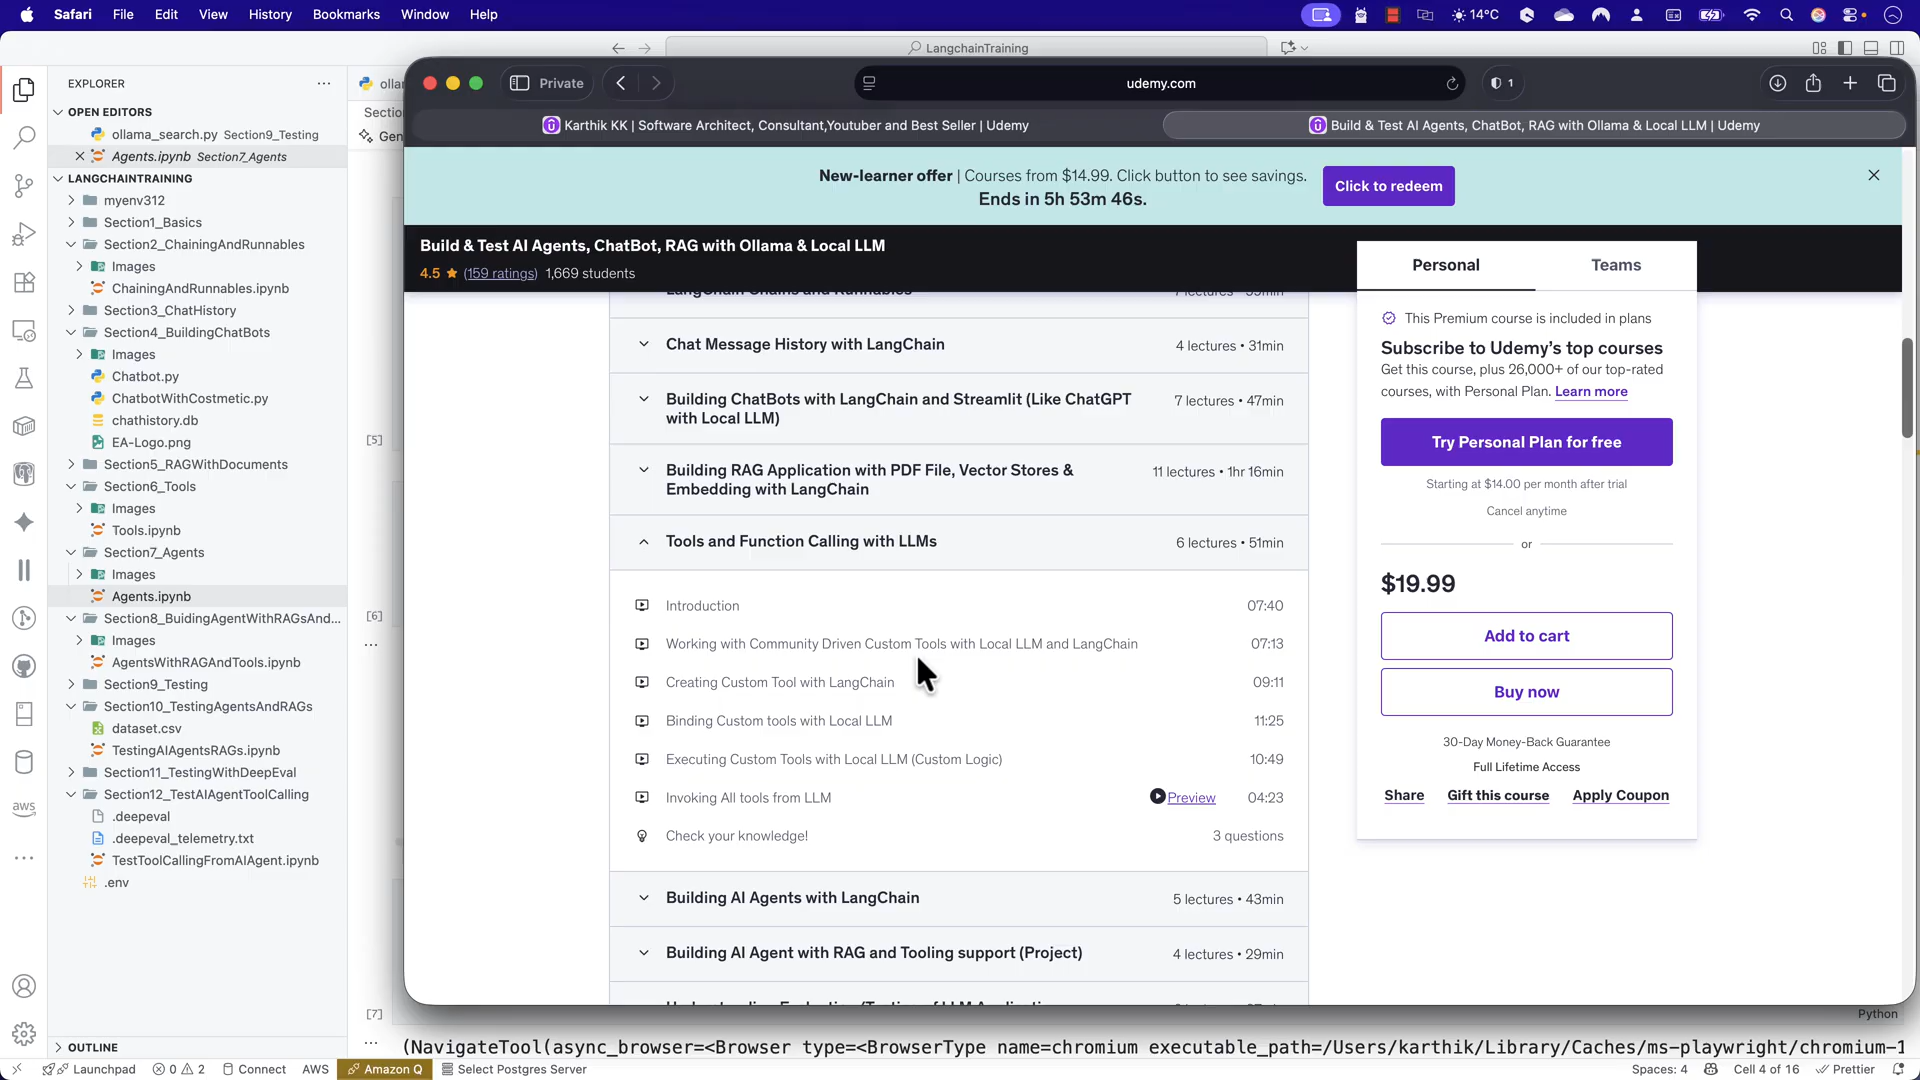 Safari File Edit View History Bookmarks Window Help
14°C
LangchainTraining
EXPLORER
OPEN EDITORS
ollama_search.py Section9_Testing
Agents.ipynb Section7_Agents
LANGCHAINTRAINING
myenv312
Section1_Basics
Section2_ChainingAndRunnables
Images
ChainingAndRunnables.ipynb
Section3_ChatHistory
Section4_BuildingChatBots
Images
Chatbot.py
ChatbotWithCostmetic.py
chathistory.db
EA-Logo.png
Section5_RAGWithDocuments
Section6_Tools
Images
Tools.ipynb
Section7_Agents
Images
Agents.ipynb
Section8_BuidingAgentWithRAGsAnd...
Images
AgentsWithRAGAndTools.ipynb
Section9_Testing
Section10_TestingAgentsAndRAGs
dataset.csv
TestingAIAgentsRAGs.ipynb
Section11_TestingWithDeepEval
Section12_TestAIAgentToolCalling
.deepeval
.deepeval_telemetry.txt
TestToolCallingFromAIAgent.ipynb
.env
OUTLINE
aws
[5]
[6]
[7]
Private
udemy.com
1
Karthik KK | Software Architect, Consultant,Youtuber and Best Seller | Udemy
Build & Test AI Agents, ChatBot, RAG with Ollama & Local LLM | Udemy
New-learner offer | Courses from $14.99. Click button to see savings.
Ends in 5h 53m 46s.
Click to redeem
Build & Test AI Agents, ChatBot, RAG with Ollama & Local LLM
4.5 (159 ratings) 1,669 students
LangChain Chains and Runnables
Chat Message History with LangChain 4 lectures • 31min
Building ChatBots with LangChain and Streamlit (Like ChatGPT with Local LLM) 7 lectures • 47min
Building RAG Application with PDF File, Vector Stores & Embedding with LangChain 11 lectures • 1hr 16min
Tools and Function Calling with LLMs 6 lectures • 51min
Introduction 07:40
Working with Community Driven Custom Tools with Local LLM and LangChain 07:13
Creating Custom Tool with LangChain 09:11
Binding Custom tools with Local LLM 11:25
Executing Custom Tools with Local LLM (Custom Logic) 10:49
Invoking All tools from LLM Preview 04:23
Check your knowledge! 3 questions
Building AI Agents with LangChain 5 lectures • 43min
Building AI Agent with RAG and Tooling support (Project) 4 lectures • 29min
Personal Teams
This Premium course is included in plans
Subscribe to Udemy's top courses
Get this course, plus 26,000+ of our top-rated
courses, with Personal Plan. Learn more
Try Personal Plan for free
Starting at $14.00 per month after trial
Cancel anytime
or
$19.99
Add to cart
Buy now
30-Day Money-Back Guarantee
Full Lifetime Access
Share Gift this course Apply Coupon
Python
(NavigateTool(async_browser=<Browser type=<BrowserType name=chromium executable_path=/Users/karthik/Library/Caches/ms-playwright/chromium-1
Launchpad 0 2 Connect AWS Amazon Q Select Postgres Server
Spaces: 4 Cell 4 of 16 Prettier